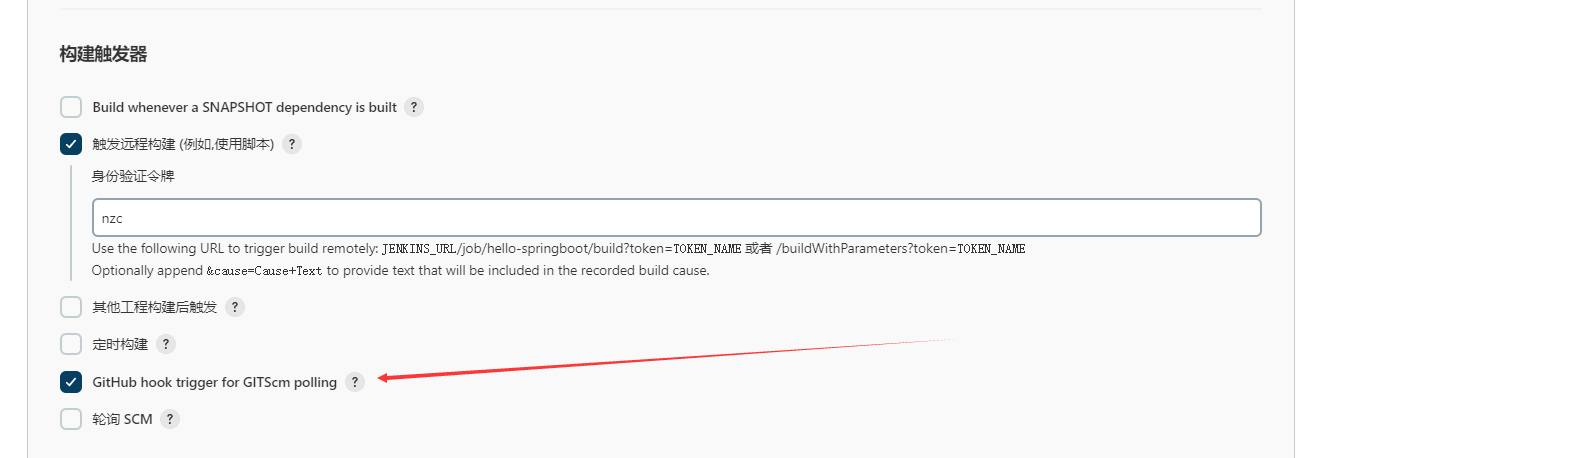 构建触发器
Build whenever a SNAPSHOT dependency is built ?
触发远程构建 (例如,使用脚本) ?
身份验证令牌
nzc
Use the following URL to trigger build remotely: JENKINS_URL/job/hello-springboot/build?token=TOKEN_NAME 或者 /buildWithParameters?token=TOKEN_NAME
Optionally append &cause=Cause+Text to provide text that will be included in the recorded build cause.
其他工程构建后触发 ?
定时构建 ?
GitHub hook trigger for GITScm polling ?
轮询 SCM ?